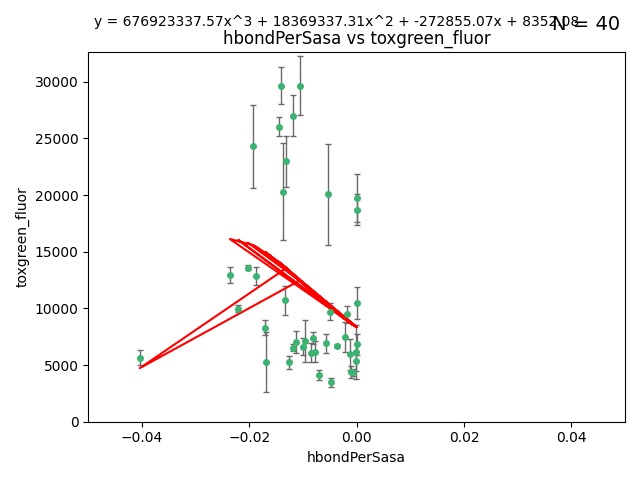 y = 676923337.57x^3 + 18369337.31x^2 + -272855.07x + 8352.08
N = 40
hbondPerSasa vs toxgreen_fluor
30000
25000
20000
15000
10000
5000
0
toxgreen_fluor
−0.04 −0.02 0.00 0.02 0.04
hbondPerSasa